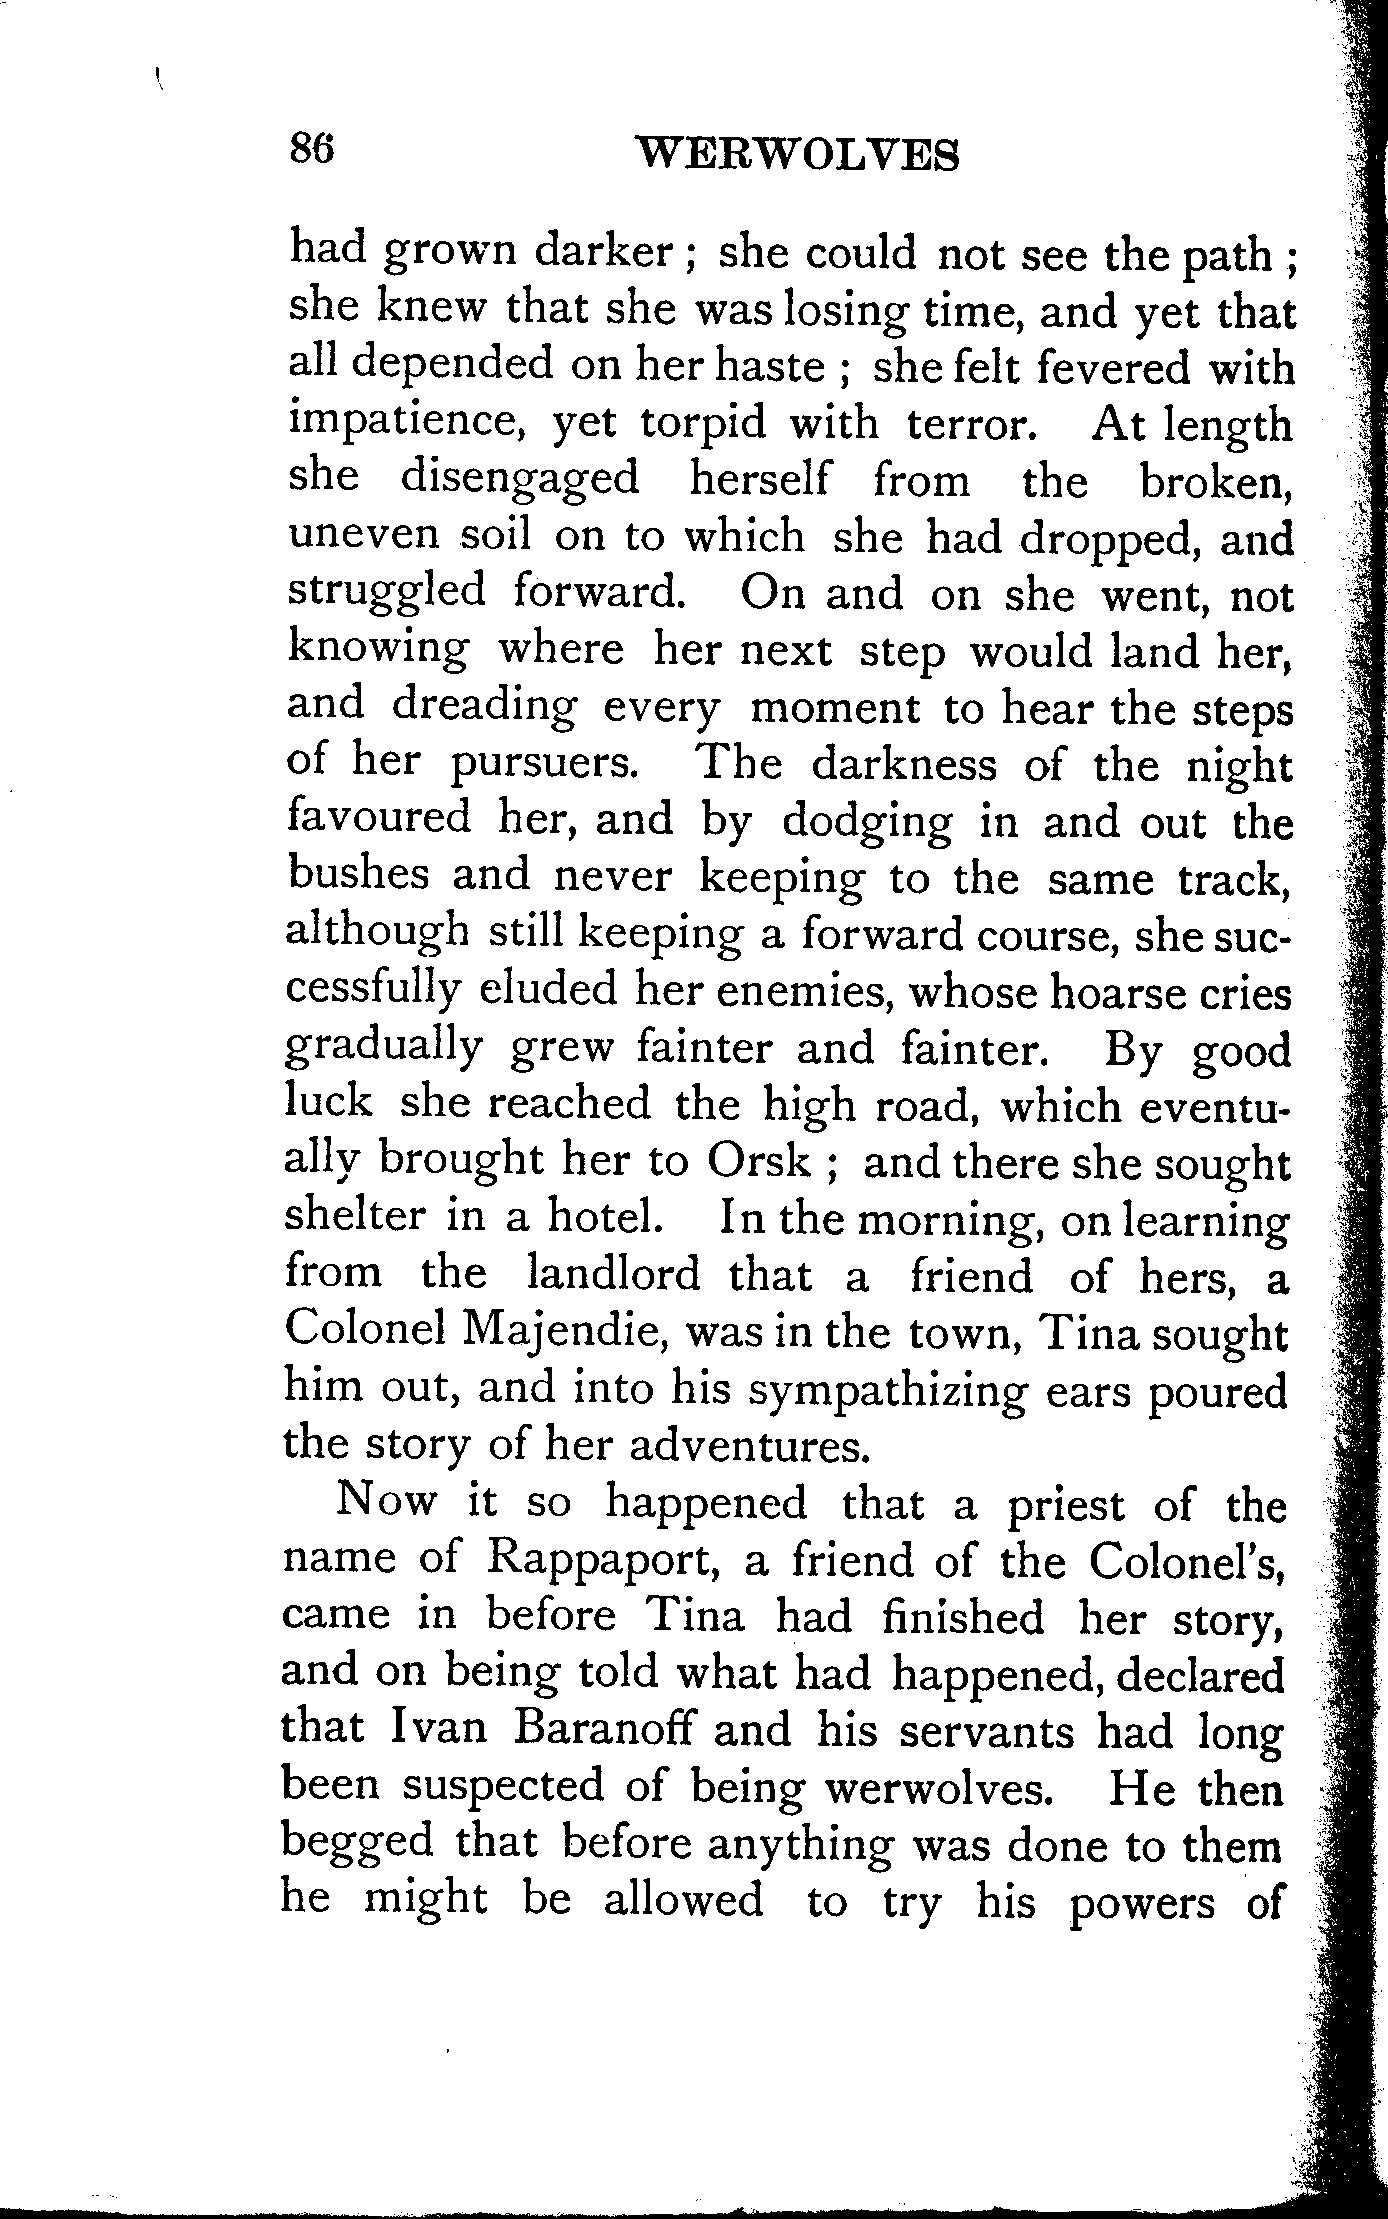 86 WERWOLVES
had grown darker ; she could not see the path ;
she knew that she was losing time, and yet that
all depended on her haste ; she felt fevered with
impatience, yet torpid with terror. At length
she disengaged herself from the broken,
uneven soil on to which she had dropped, and
struggled forward. On and on she went, not
knowing where her next step would land her,
and dreading every moment to hear the steps
of her pursuers. The darkness of the night
favoured her, and by dodging in and out the
bushes and never keeping to the same track,
although still keeping a forward course, she suc-
cessfully eluded her enemies, whose hoarse cries
gradually grew fainter and fainter. By good
luck she reached the high road, which eventu-
ally brought her to Orsk ; and there she sought
shelter in a hotel. In the morning, on learning
from the landlord that a friend of hers, a
Colonel Majendie, was in the town, Tina sought
him out, and into his sympathizing ears poured
the story of her adventures.
Now it so happened that a priest of the
name of Rappaport, a friend of the Colonel's,
came in before Tina had finished her story,
and on being told what had happened, declared
that Ivan Baranoff and his servants had long
been suspected of being werwolves. He then
begged that before anything was done to them
he might be allowed to try his powers of